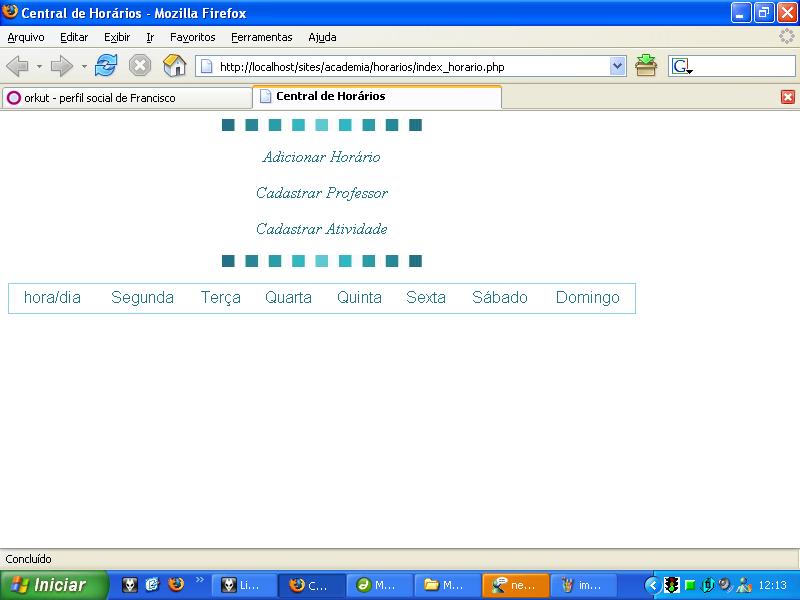 Central de Horários - Mozilla Firefox
Arquivo Editar Exibir Ir Favoritos Ferramentas Ajuda
http://localhost/sites/academia/horarios/index_horario.php
G
orkut - perfil social de Francisco
Central de Horários
Adicionar Horário
Cadastrar Professor
Cadastrar Atividade
hora/dia Segunda Terça Quarta Quinta Sexta Sábado Domingo
Concluído
Iniciar » Li... C... M... M... ne... im... 12:13